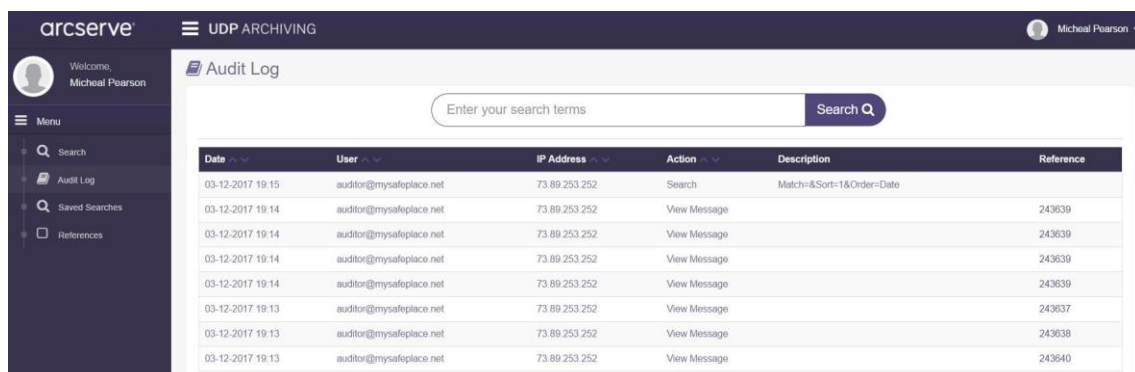 arcserve UDP ARCHIVING Micheal Pearson
Welcome,
Micheal Pearson
Audit Log
Enter your search terms Search
Menu
Search
Audit Log
Saved Searches
References
Date User IP Address Action Description Reference
03-12-2017 19:15 auditor@mysafeplace.net 73.89.253.252 Search Match=&Sort=1&Order=Date
03-12-2017 19:14 auditor@mysafeplace.net 73.89.253.252 View Message 243639
03-12-2017 19:14 auditor@mysafeplace.net 73.89.253.252 View Message 243639
03-12-2017 19:14 auditor@mysafeplace.net 73.89.253.252 View Message 243639
03-12-2017 19:14 auditor@mysafeplace.net 73.89.253.252 View Message 243639
03-12-2017 19:13 auditor@mysafeplace.net 73.89.253.252 View Message 243637
03-12-2017 19:13 auditor@mysafeplace.net 73.89.253.252 View Message 243638
03-12-2017 19:13 auditor@mysafeplace.net 73.89.253.252 View Message 243640